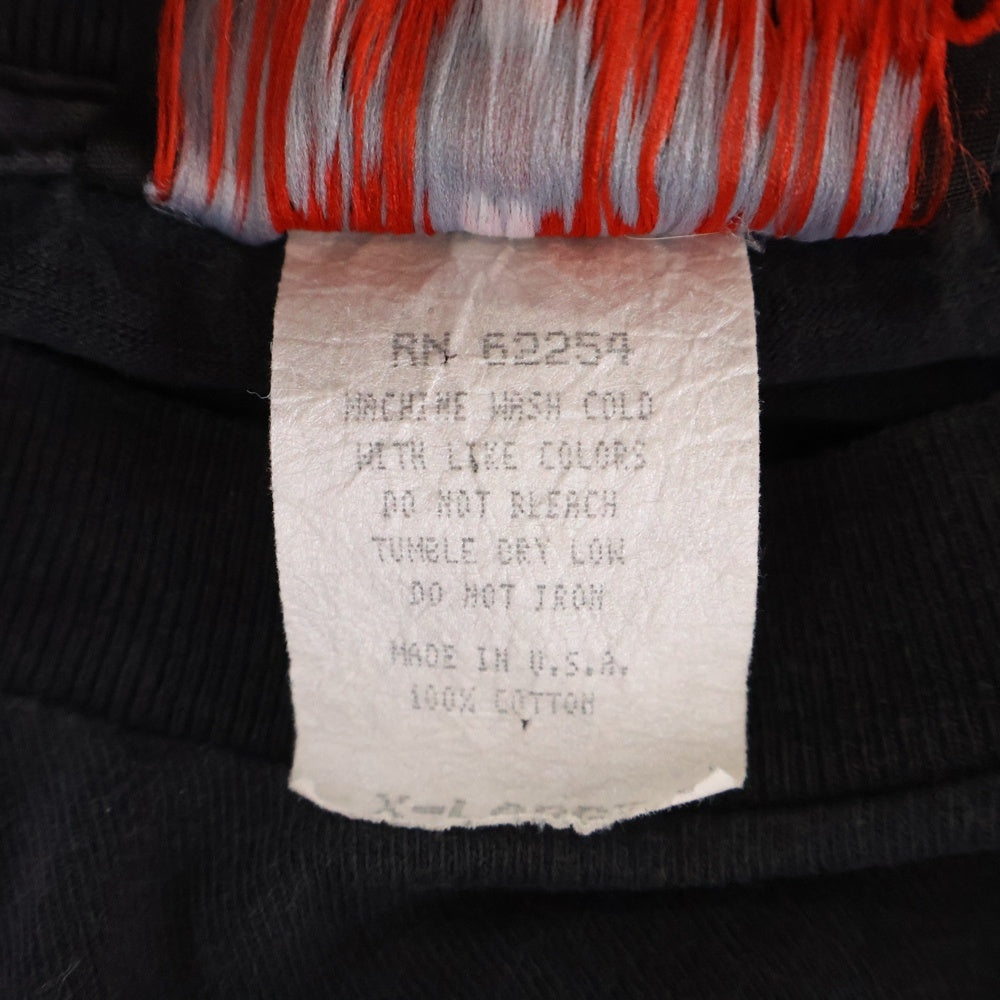 RN 62254
MACHINE WASH COLD
WITH LIKE COLORS
DO NOT BLEACH
TUMBLE DRY LOW
DO NOT IRON
MADE IN U.S.A.
100% COTTON
X-LARGE